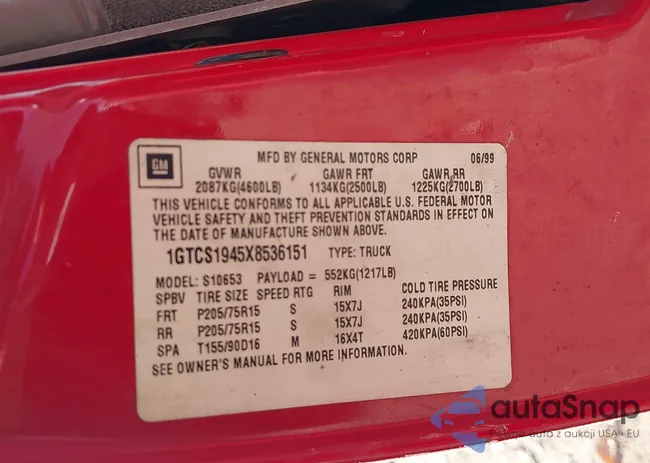 GM
MFD BY GENERAL MOTORS CORP 06/99
GVWR GAWR FRT GAWR RR
2087KG(4600LB) 1134KG(2500LB) 1225KG(2700LB)
THIS VEHICLE CONFORMS TO ALL APPLICABLE U.S. FEDERAL MOTOR
VEHICLE SAFETY AND THEFT PREVENTION STANDARDS IN EFFECT ON
THE DATE OF MANUFACTURE SHOWN ABOVE.
1GTCS1945X8536151 TYPE: TRUCK
MODEL: S10653 PAYLOAD = 552KG(1217LB)
SPBV TIRE SIZE SPEED RTG RIM COLD TIRE PRESSURE
FRT P205/75R15 S 15X7J 240KPA(35PSI)
RR P205/75R15 S 15X7J 240KPA(35PSI)
SPA T155/90D16 M 16X4T 420KPA(60PSI)
SEE OWNER'S MANUAL FOR MORE INFORMATION.
autaSnap
auto z aukcji USA - EU